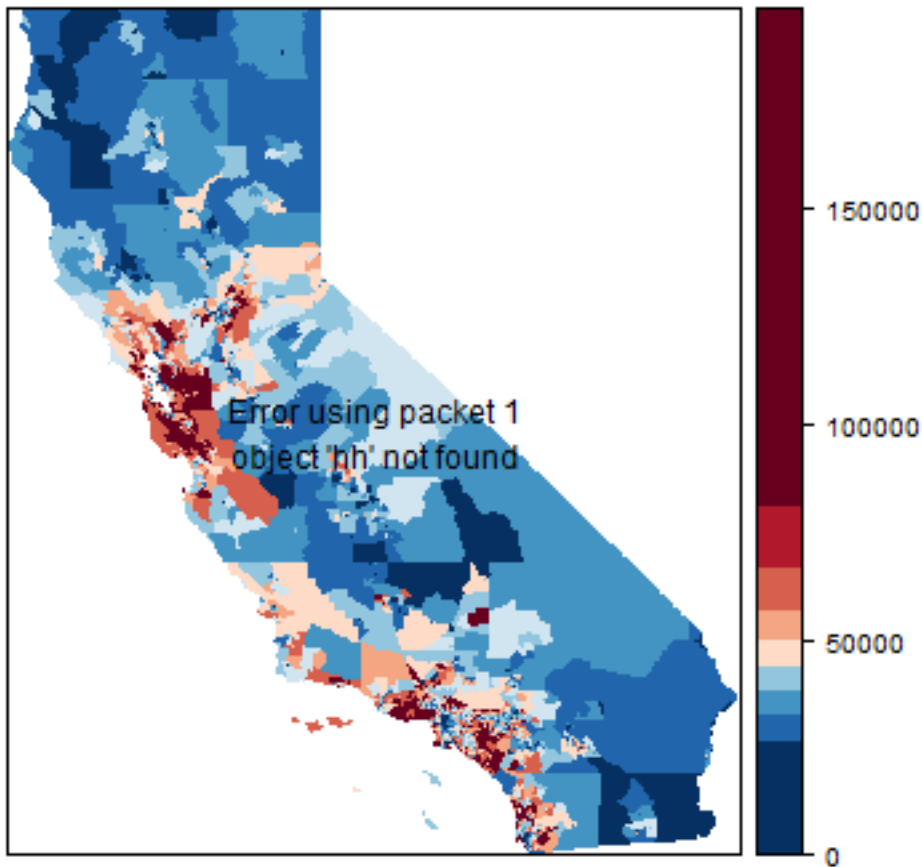 Error using packet 1
object 'hh' not found
150000
100000
50000
0